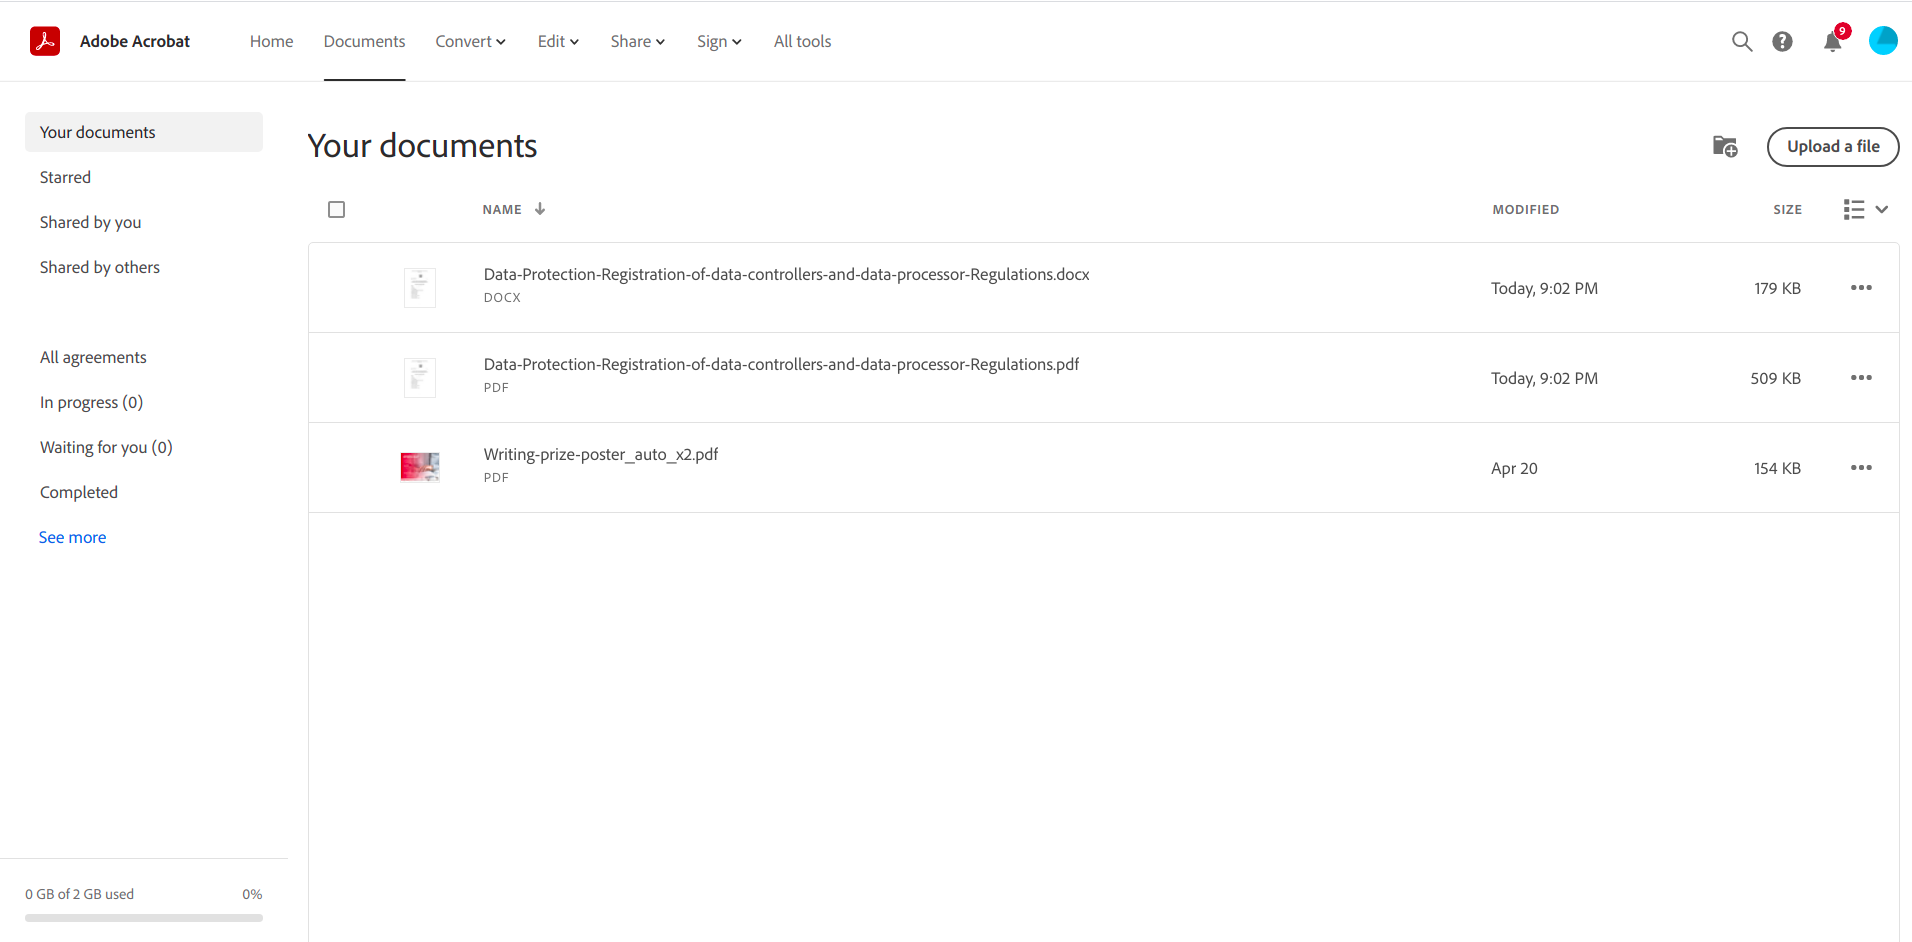 Adobe Acrobat Home Documents Convert Edit Share Sign All tools 9
Your documents
Starred
Shared by you
Shared by others
All agreements
In progress (0)
Waiting for you (0)
Completed
See more
0 GB of 2 GB used 0%
Your documents Upload a file
NAME MODIFIED SIZE
Data-Protection-Registration-of-data-controllers-and-data-processor-Regulations.docx
DOCX
Today, 9:02 PM 179 KB
Data-Protection-Registration-of-data-controllers-and-data-processor-Regulations.pdf
PDF
Today, 9:02 PM 509 KB
Writing-prize-poster_auto_x2.pdf
PDF
Apr 20 154 KB